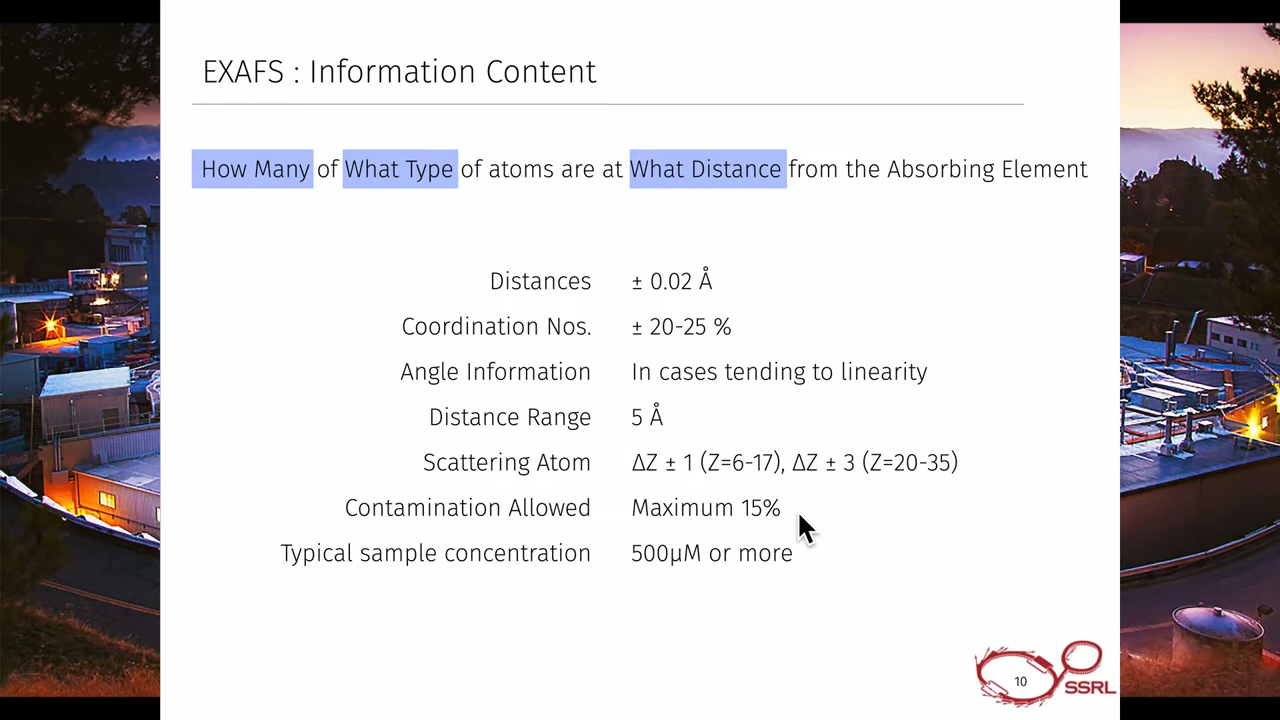 EXAFS : Information Content
How Many of What Type of atoms are at What Distance from the Absorbing Element
Distances ± 0.02 Å
Coordination Nos. ± 20-25 %
Angle Information In cases tending to linearity
Distance Range 5 Å
Scattering Atom ΔZ ± 1 (Z=6-17), ΔZ ± 3 (Z=20-35)
Contamination Allowed Maximum 15%
Typical sample concentration 500µM or more
10
SSRL